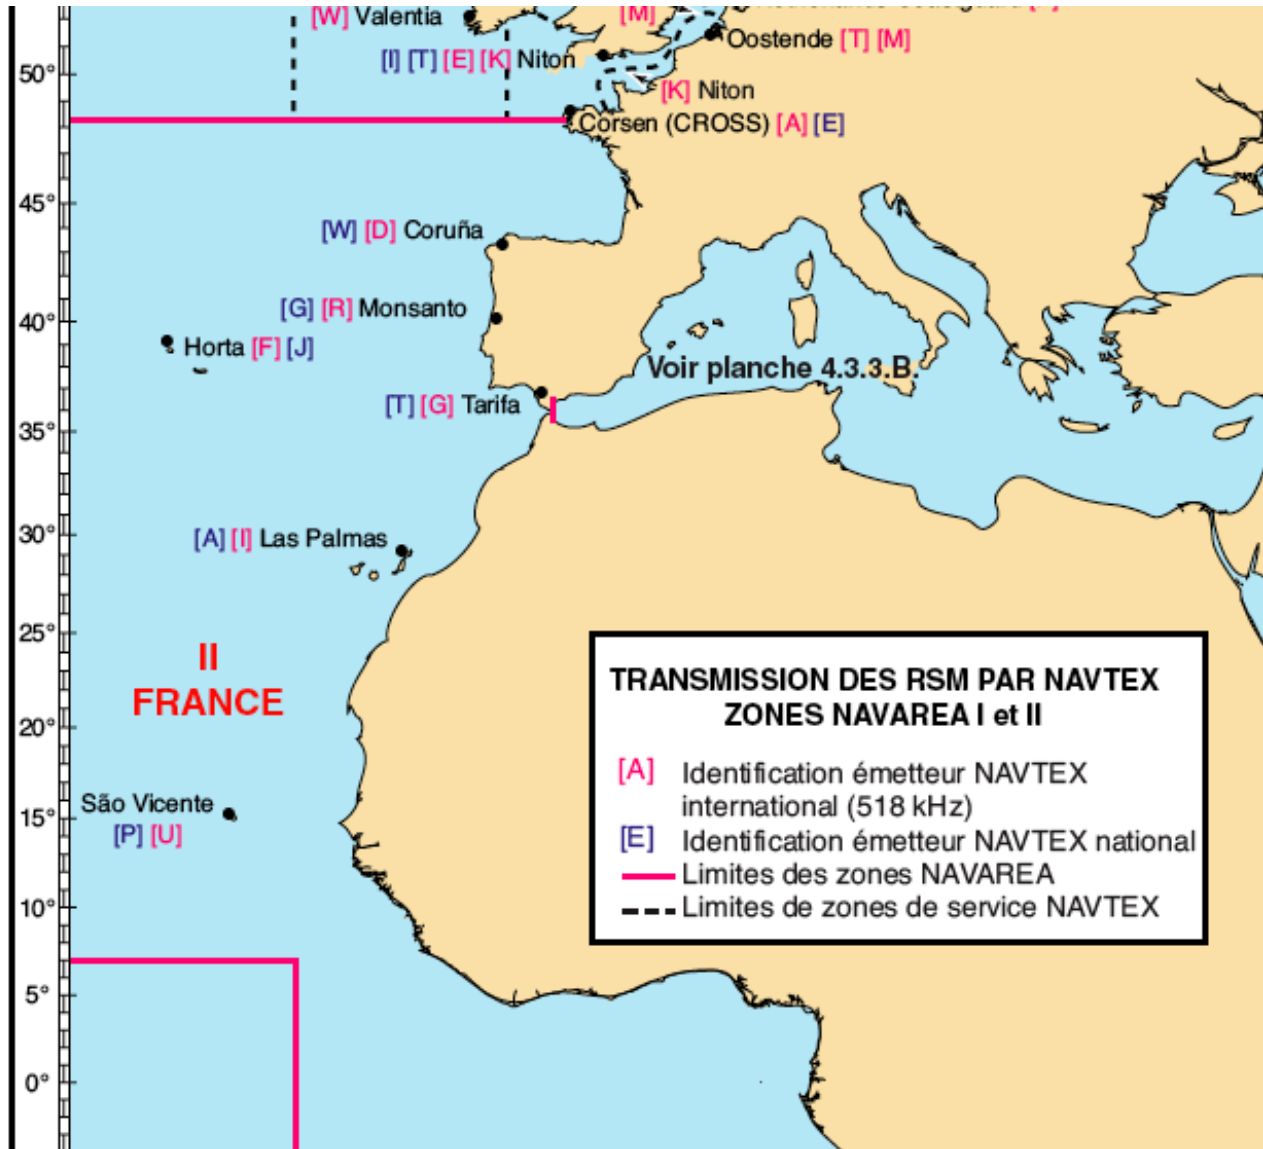 [W] Valentia
[M]
Oostende [T] [M]
[I] [T] [E] [K] Niton
50°
[K] Niton
Corsen (CROSS) [A] [E]
45°
[W] [D] Coruña
[G] [R] Monsanto
40°
Horta [F] [J]
Voir planche 4.3.3.B.
[T] [G] Tarifa
35°
30°
[A] [I] Las Palmas
25°
II
FRANCE
20°
São Vicente
15°
[P] [U]
10°
5°
0°
TRANSMISSION DES RSM PAR NAVTEX
ZONES NAVAREA I et II
[A] Identification émetteur NAVTEX
international (518 kHz)
[E] Identification émetteur NAVTEX national
Limites des zones NAVAREA
Limites de zones de service NAVTEX